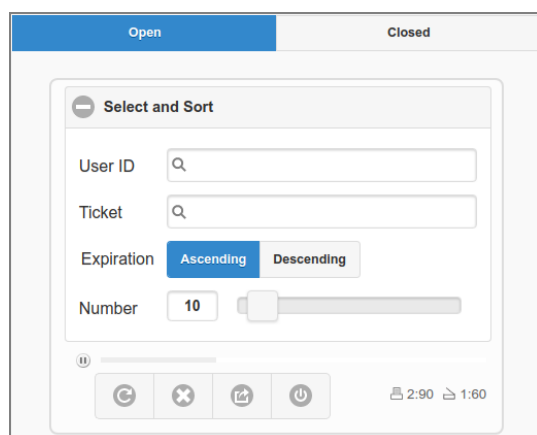 Open Closed
Select and Sort
User ID
Ticket
Expiration Ascending Descending
Number 10
2:90 1:60